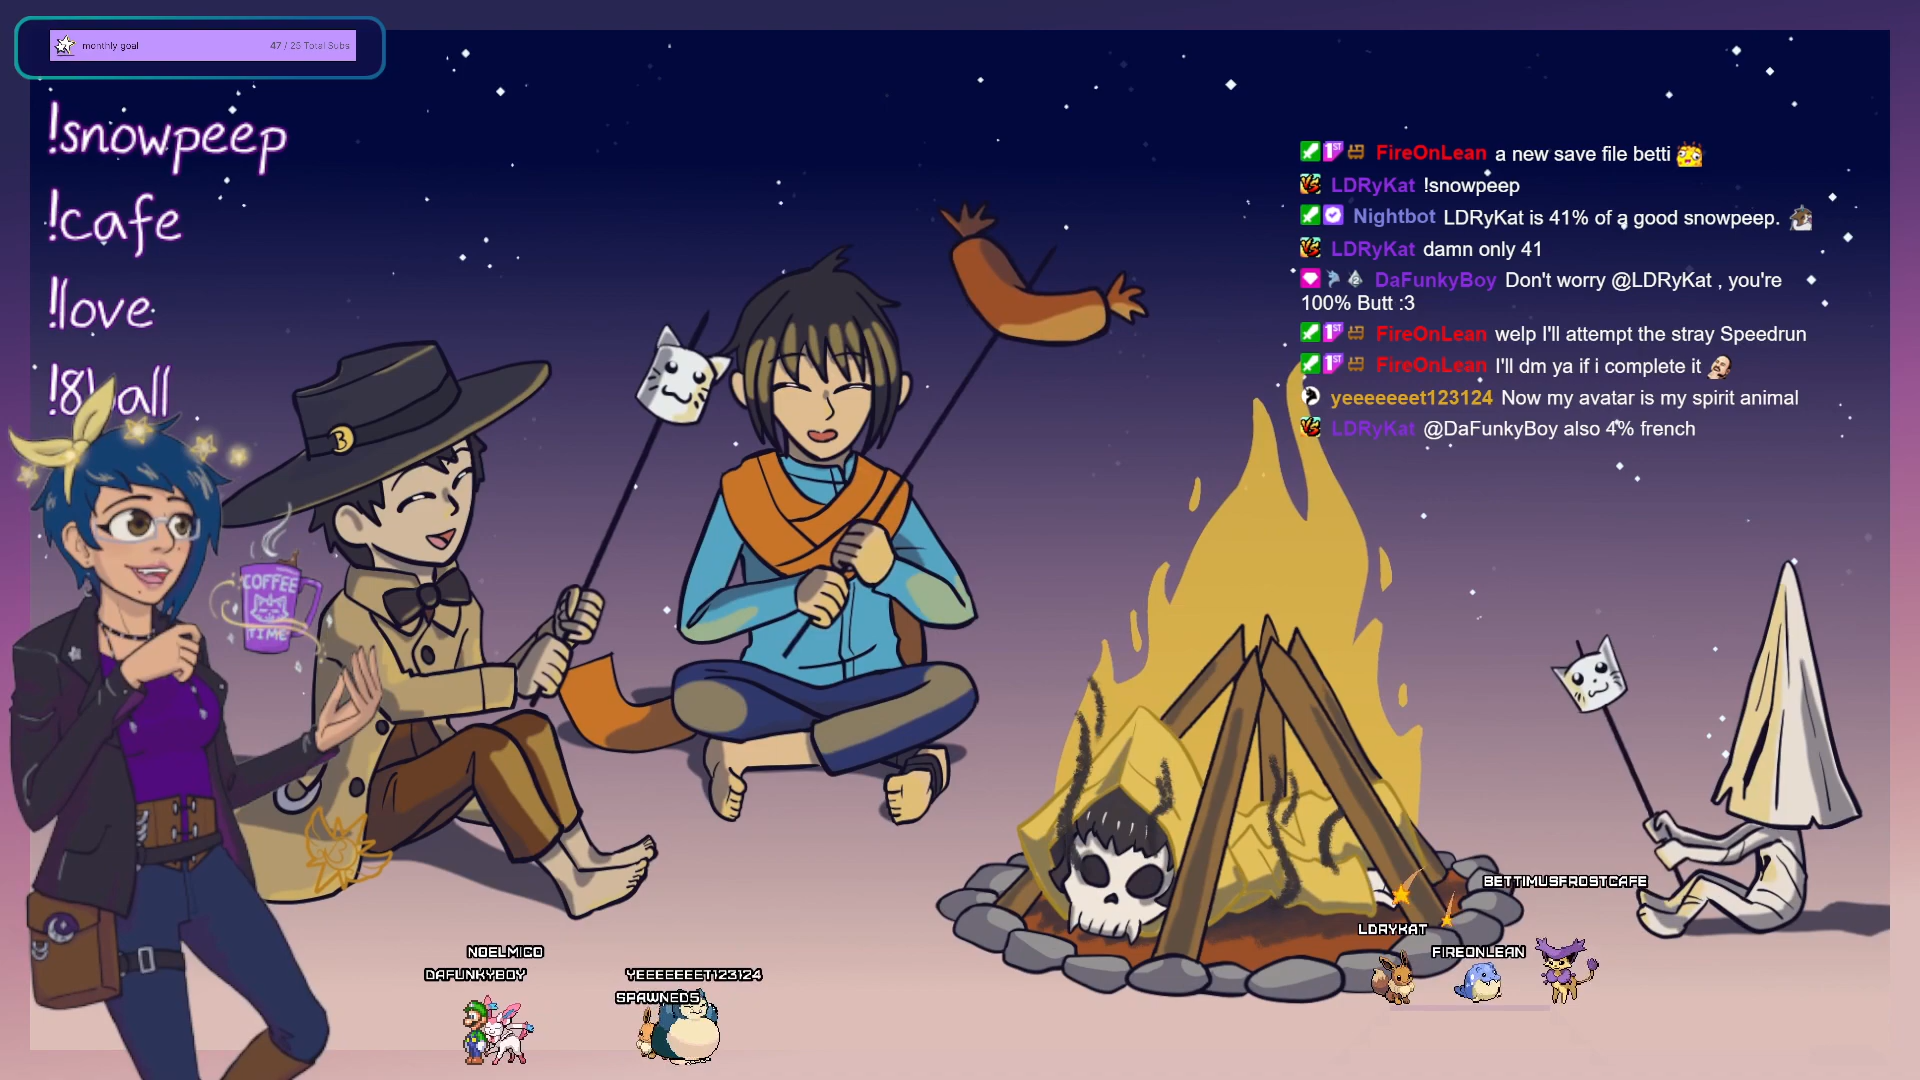 monthly goal 47 / 25 Total Subs
!snowpeep
!cafe
!love
!8ball
B
COFFEE
TIME
FireOnLean a new save file betti
LDRyKat !snowpeep
Nightbot LDRyKat is 41% of a good snowpeep.
LDRyKat damn only 41
DaFunkyBoy Don't worry @LDRyKat , you're
100% Butt :3
FireOnLean welp I'll attempt the stray Speedrun
FireOnLean I'll dm ya if i complete it
yeeeeeeet123124 Now my avatar is my spirit animal
LDRyKat @DaFunkyBoy also 4% french
BETTIMUSFROSTCAFE
LDRYKAT
FIREONLEAN
NOELMICO
DAFUNKYBOY
YEEEEEEET123124
SPAWNED5